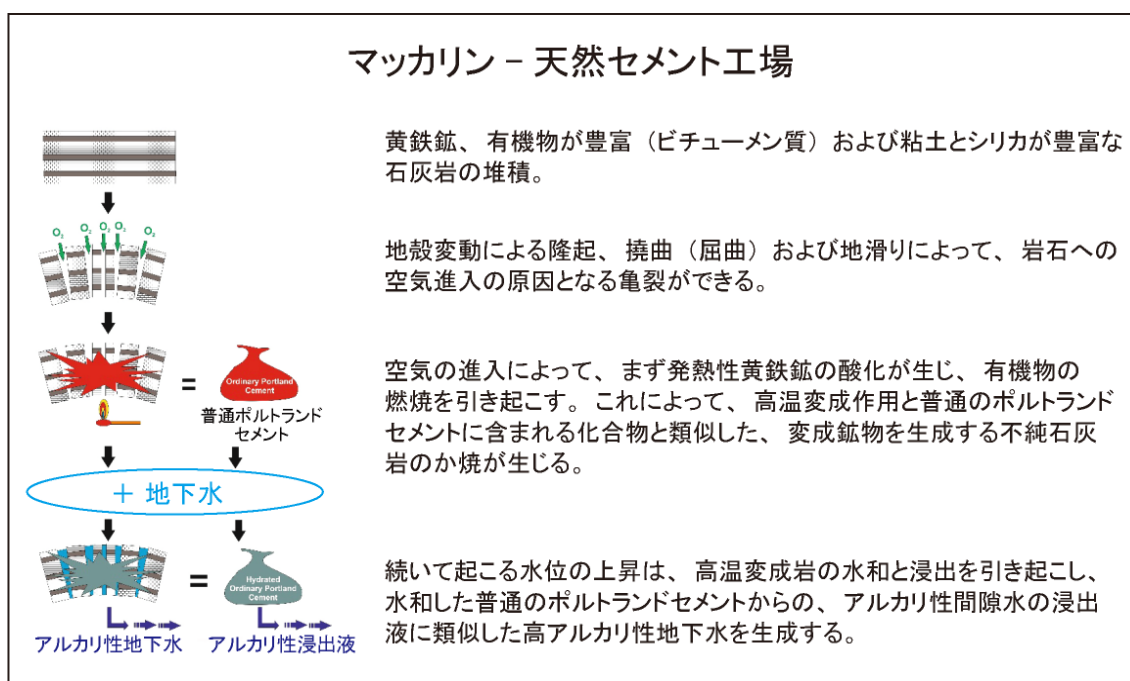 マッカリン – 天然セメント工場
黄鉄鉱、有機物が豊富（ビチューメン質）および粘土とシリカが豊富な
石灰岩の堆積。
O₂ O₂ O₂ O₂ O₂
地殻変動による隆起、撓曲（屈曲）および地滑りによって、岩石への
空気進入の原因となる亀裂ができる。
=
Ordinary Portland
Cement
普通ポルトランド
セメント
空気の進入によって、まず発熱性黄鉄鉱の酸化が生じ、有機物の
燃焼を引き起こす。これによって、高温変成作用と普通のポルトランド
セメントに含まれる化合物と類似した、変成鉱物を生成する不純石灰
岩のか焼が生じる。
＋ 地下水
=
Hydrated
Ordinary Portland
Cement
アルカリ性地下水
アルカリ性浸出液
続いて起こる水位の上昇は、高温変成岩の水和と浸出を引き起こし、
水和した普通のポルトランドセメントからの、アルカリ性間隙水の浸出
液に類似した高アルカリ性地下水を生成する。